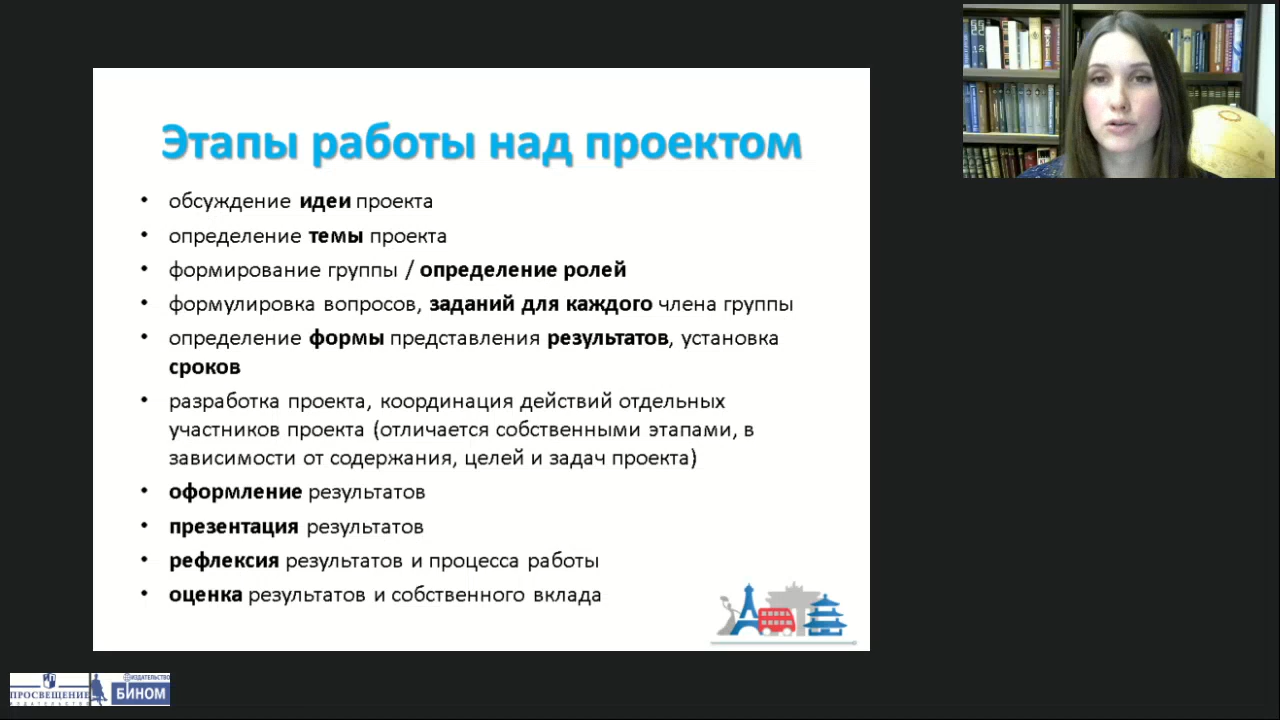 Этапы работы над проектом
• обсуждение идеи проекта
• определение темы проекта
• формирование группы / определение ролей
• формулировка вопросов, заданий для каждого члена группы
• определение формы представления результатов, установка
сроков
• разработка проекта, координация действий отдельных
участников проекта (отличается собственными этапами, в
зависимости от содержания, целей и задач проекта)
• оформление результатов
• презентация результатов
• рефлексия результатов и процесса работы
• оценка результатов и собственного вклада
ПРОСВЕЩЕНИЕ
ИЗДАТЕЛЬСТВО
ИЗДАТЕЛЬСТВО
БИНОМ